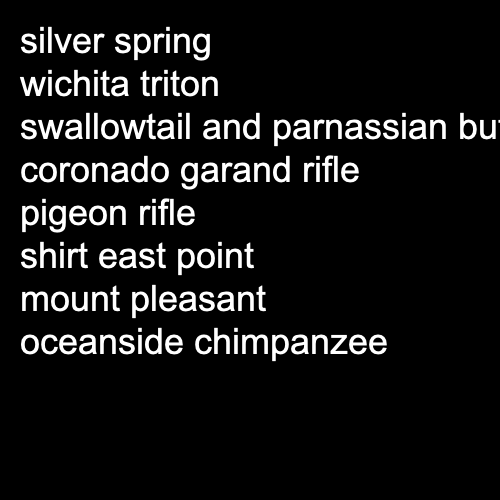 silver spring
wichita triton
swallowtail and parnassian
coronado garand rifle
pigeon rifle
shirt east point
mount pleasant
oceanside chimpanzee